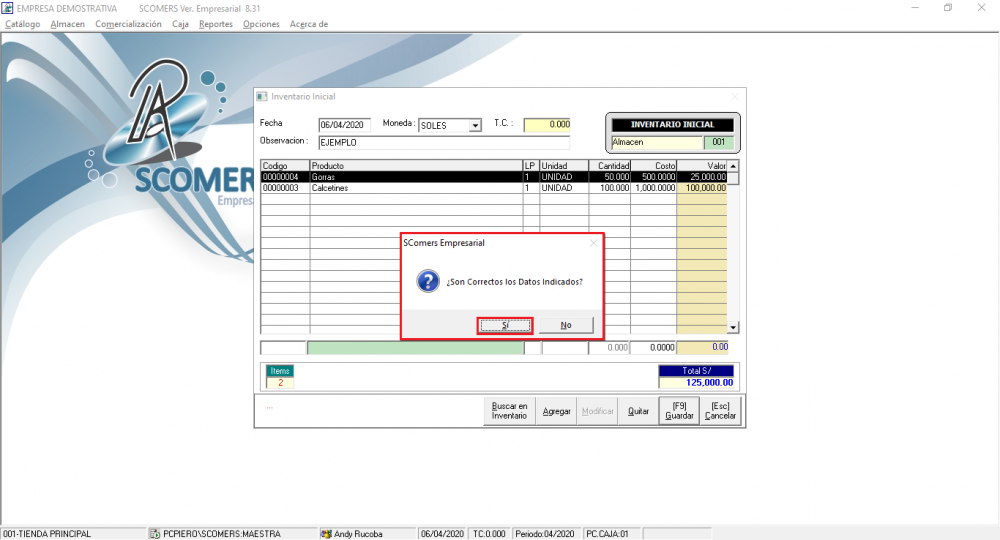 EMPRESA DEMOSTRATIVA SCOMERS Ver. Empresarial 8.31
Catálogo Almacen Comercialización Caja Reportes Opciones Acerca de
SCOMER
Empres
Inventario Inicial
Fecha 06/04/2020 Moneda : SOLES T.C. : 0.000
INVENTARIO INICIAL
Observacion : EJEMPLO
Almacen 001
Codigo Producto LP Unidad Cantidad Costo Valor
00000004 Gorras 1 UNIDAD 50.000 500.0000 25,000.00
00000003 Calcetines 1 UNIDAD 100.000 1,000.0000 100,000.00
SComers Empresarial
¿Son Correctos los Datos Indicados?
Sí No
0.000 0.0000 0.00
Items Total S/
2 125,000.00
...
Buscar en Inventario Agregar Modificar Quitar [F9] Guardar [Esc] Cancelar
001-TIENDA PRINCIPAL PCPIERO\SCOMERS:MAESTRA Andy Rucoba 06/04/2020 TC:0.000 Periodo:04/2020 PC.CAJA:01